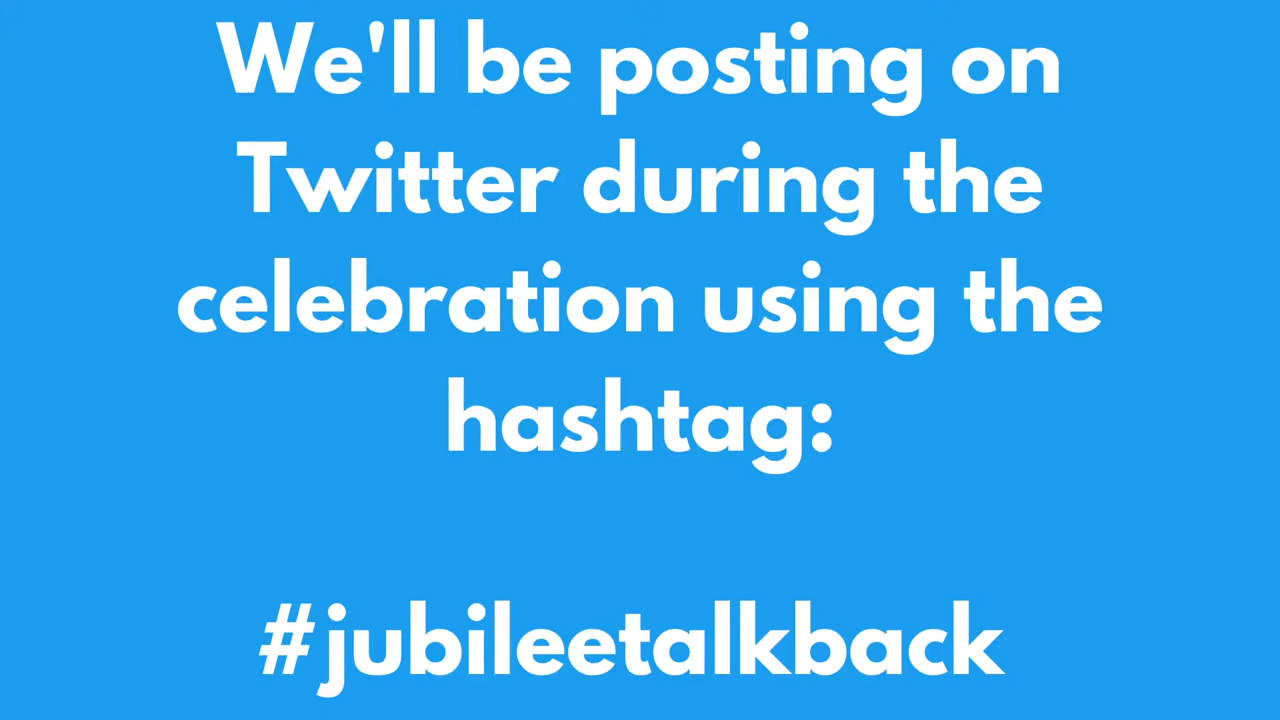 We'll be posting on
Twitter during the
celebration using the
hashtag:
#jubileetalkback